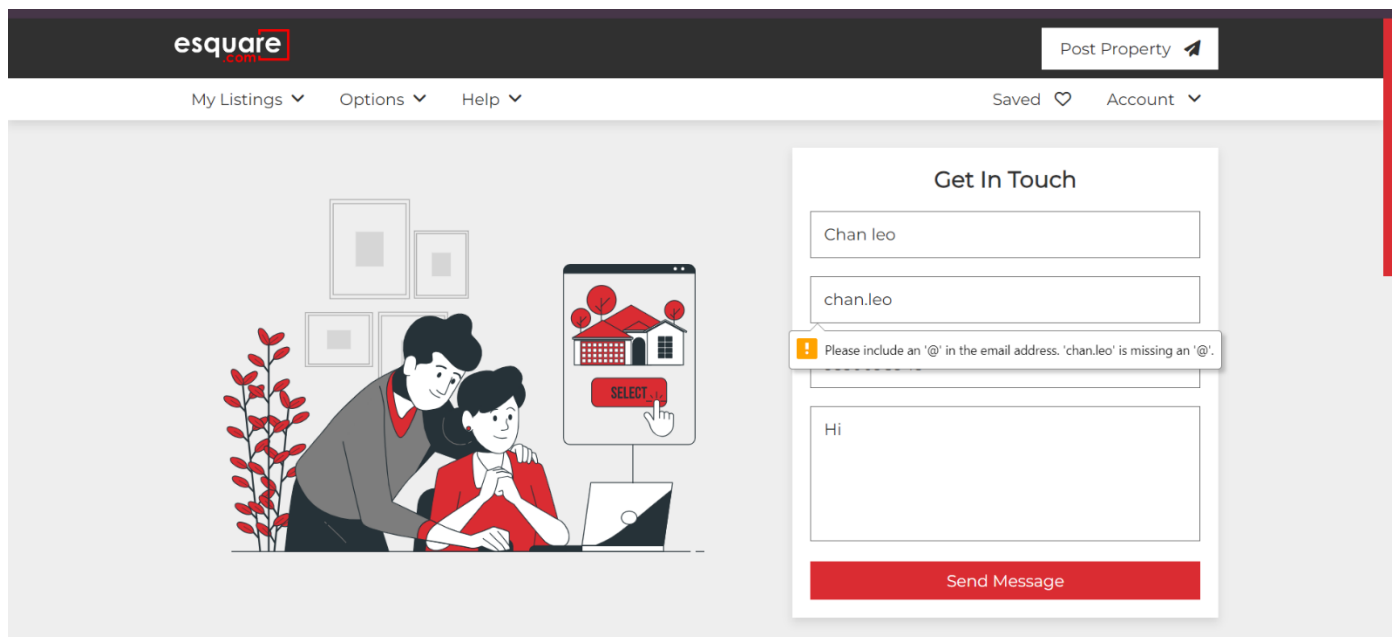 esquare
.com
Post Property
My Listings
Options
Help
Saved
Account
Get In Touch
Chan leo
chan.leo
Please include an '@' in the email address. 'chan.leo' is missing an '@'.
SELECT
Hi
Send Message